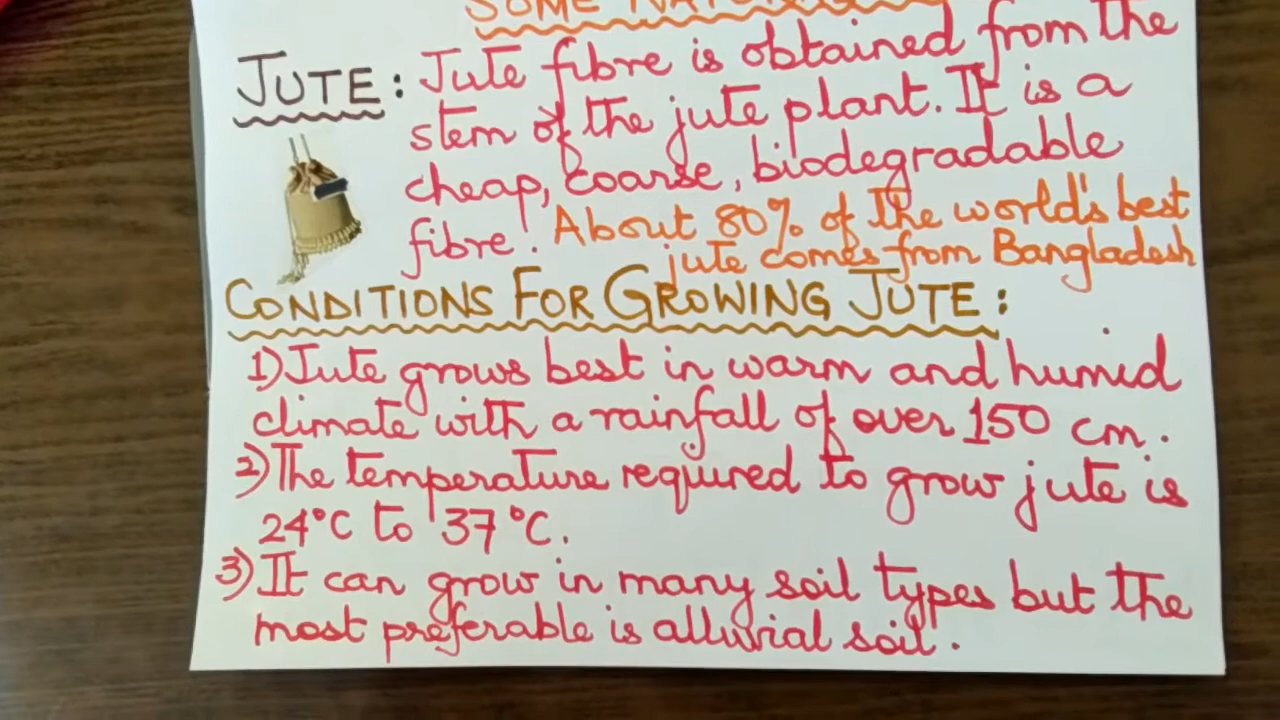 SOME NATURAL
JUTE: Jute fibre is obtained from the
stem of the jute plant. It is a
cheap, coarse, biodegradable
fibre. About 80% of the world's best
jute comes from Bangladesh
CONDITIONS FOR GROWING JUTE:
1) Jute grows best in warm and humid
climate with a rainfall of over 150 cm.
2) The temperature required to grow jute is
24°C to 37°C.
3) It can grow in many soil types but the
most preferable is alluvial soil.